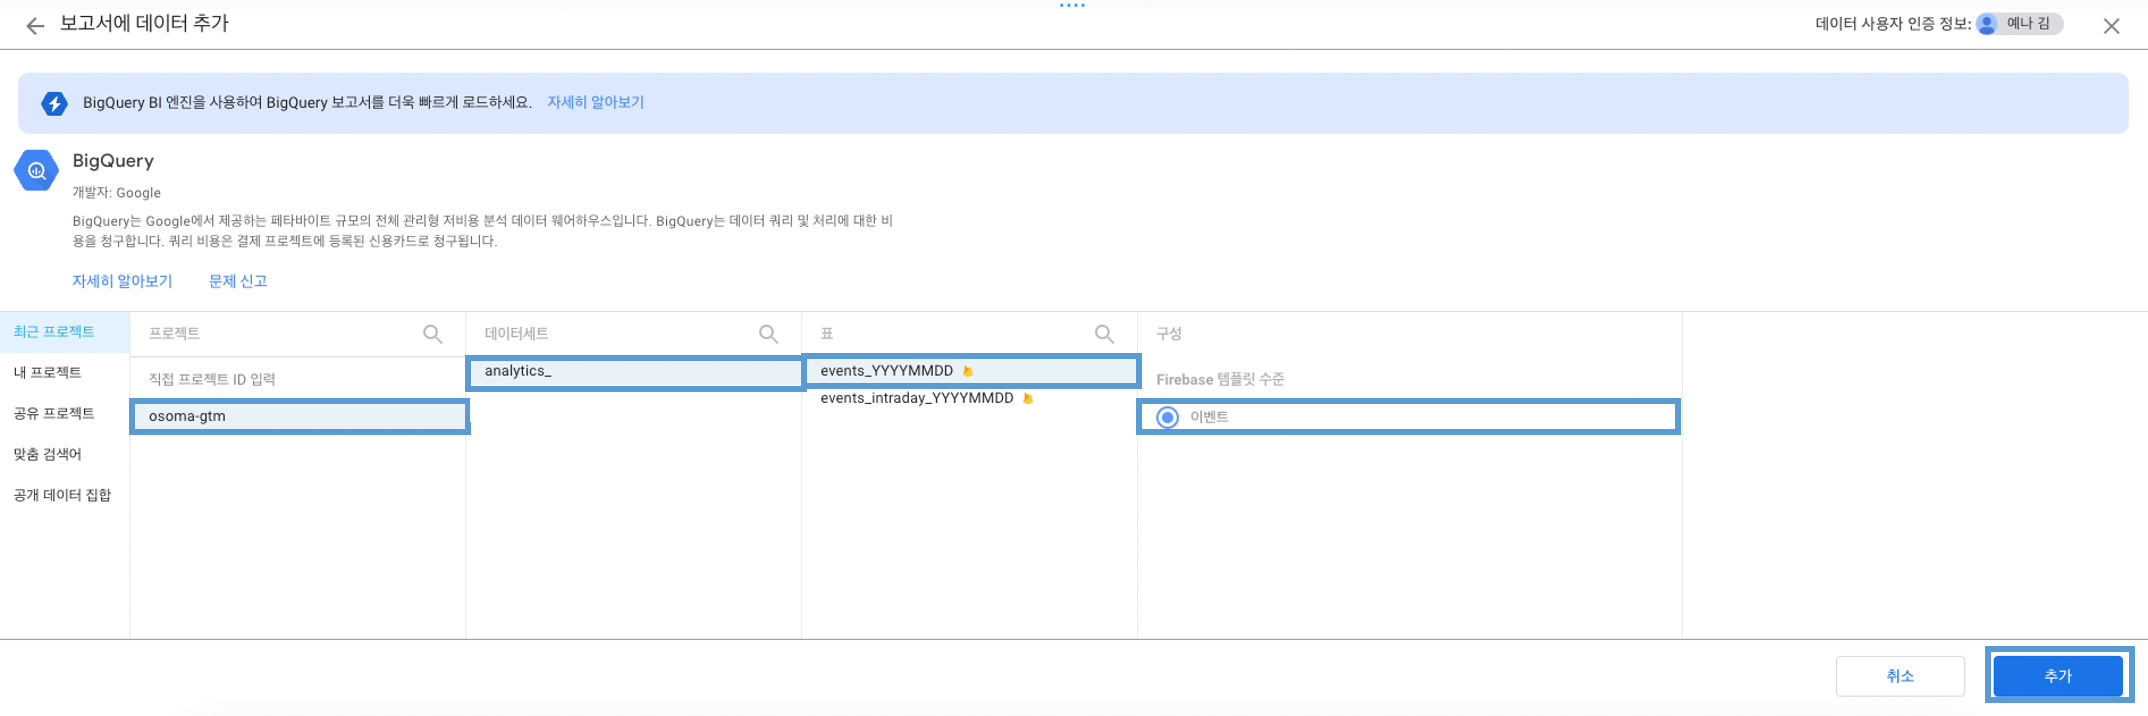 보고서에 데이터 추가
데이터 사용자 인증 정보: 예나 김
BigQuery BI 엔진을 사용하여 BigQuery 보고서를 더욱 빠르게 로드하세요. 자세히 알아보기
BigQuery
개발자: Google
BigQuery는 Google에서 제공하는 페타바이트 규모의 전체 관리형 저비용 분석 데이터 웨어하우스입니다. BigQuery는 데이터 쿼리 및 처리에 대한 비
용을 청구합니다. 쿼리 비용은 결제 프로젝트에 등록된 신용카드로 청구됩니다.
자세히 알아보기 문제 신고
최근 프로젝트
내 프로젝트
공유 프로젝트
맞춤 검색어
공개 데이터 집합
프로젝트
직접 프로젝트 ID 입력
osoma-gtm
데이터세트
analytics_
표
events_YYYYMMDD
events_intraday_YYYYMMDD
구성
Firebase 템플릿 수준
이벤트
취소
추가